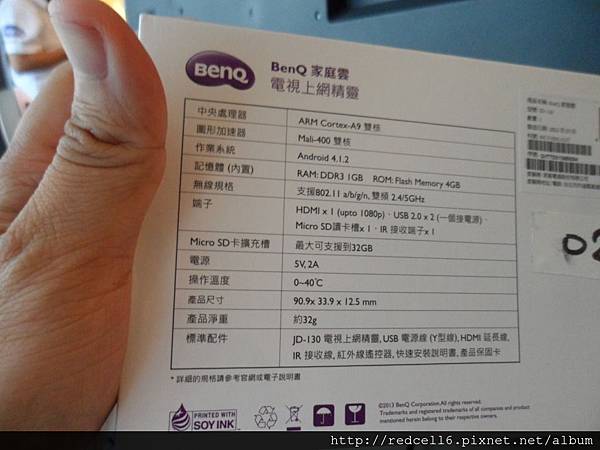 BenQ
BenQ 家庭雲
電視上網精靈
中央處理器 ARM Cortex-A9 雙核
圖形加速器 Mali-400 雙核
作業系統 Android 4.1.2
記憶體 (內置) RAM: DDR3 1GB ROM: Flash Memory 4GB
無線規格 支援802.11 a/b/g/n, 雙頻 2.4/5GHz
端子 HDMI x 1 (upto 1080p)、USB 2.0 x 2 (一個接電源)、
Micro SD讀卡槽x 1、IR 接收端子x 1
Micro SD卡擴充槽 最大可支援到32GB
電源 5V, 2A
操作溫度 0~40℃
產品尺寸 90.9x 33.9 x 12.5 mm
產品淨重 約32g
標準配件 JD-130 電視上網精靈, USB 電源線 (Y型線), HDMI 延長線,
IR 接收線, 紅外線遙控器, 快速安裝說明書, 產品保固卡
* 詳細的規格請參考官網或電子說明書
PRINTED WITH
SOY INK
©2013 BenQ Corporation. All rights reserved.
Trademarks and registered trademarks of all companies and product
mentioned herein belong to their respective owners.
http://redcell6.pixnet.net/album